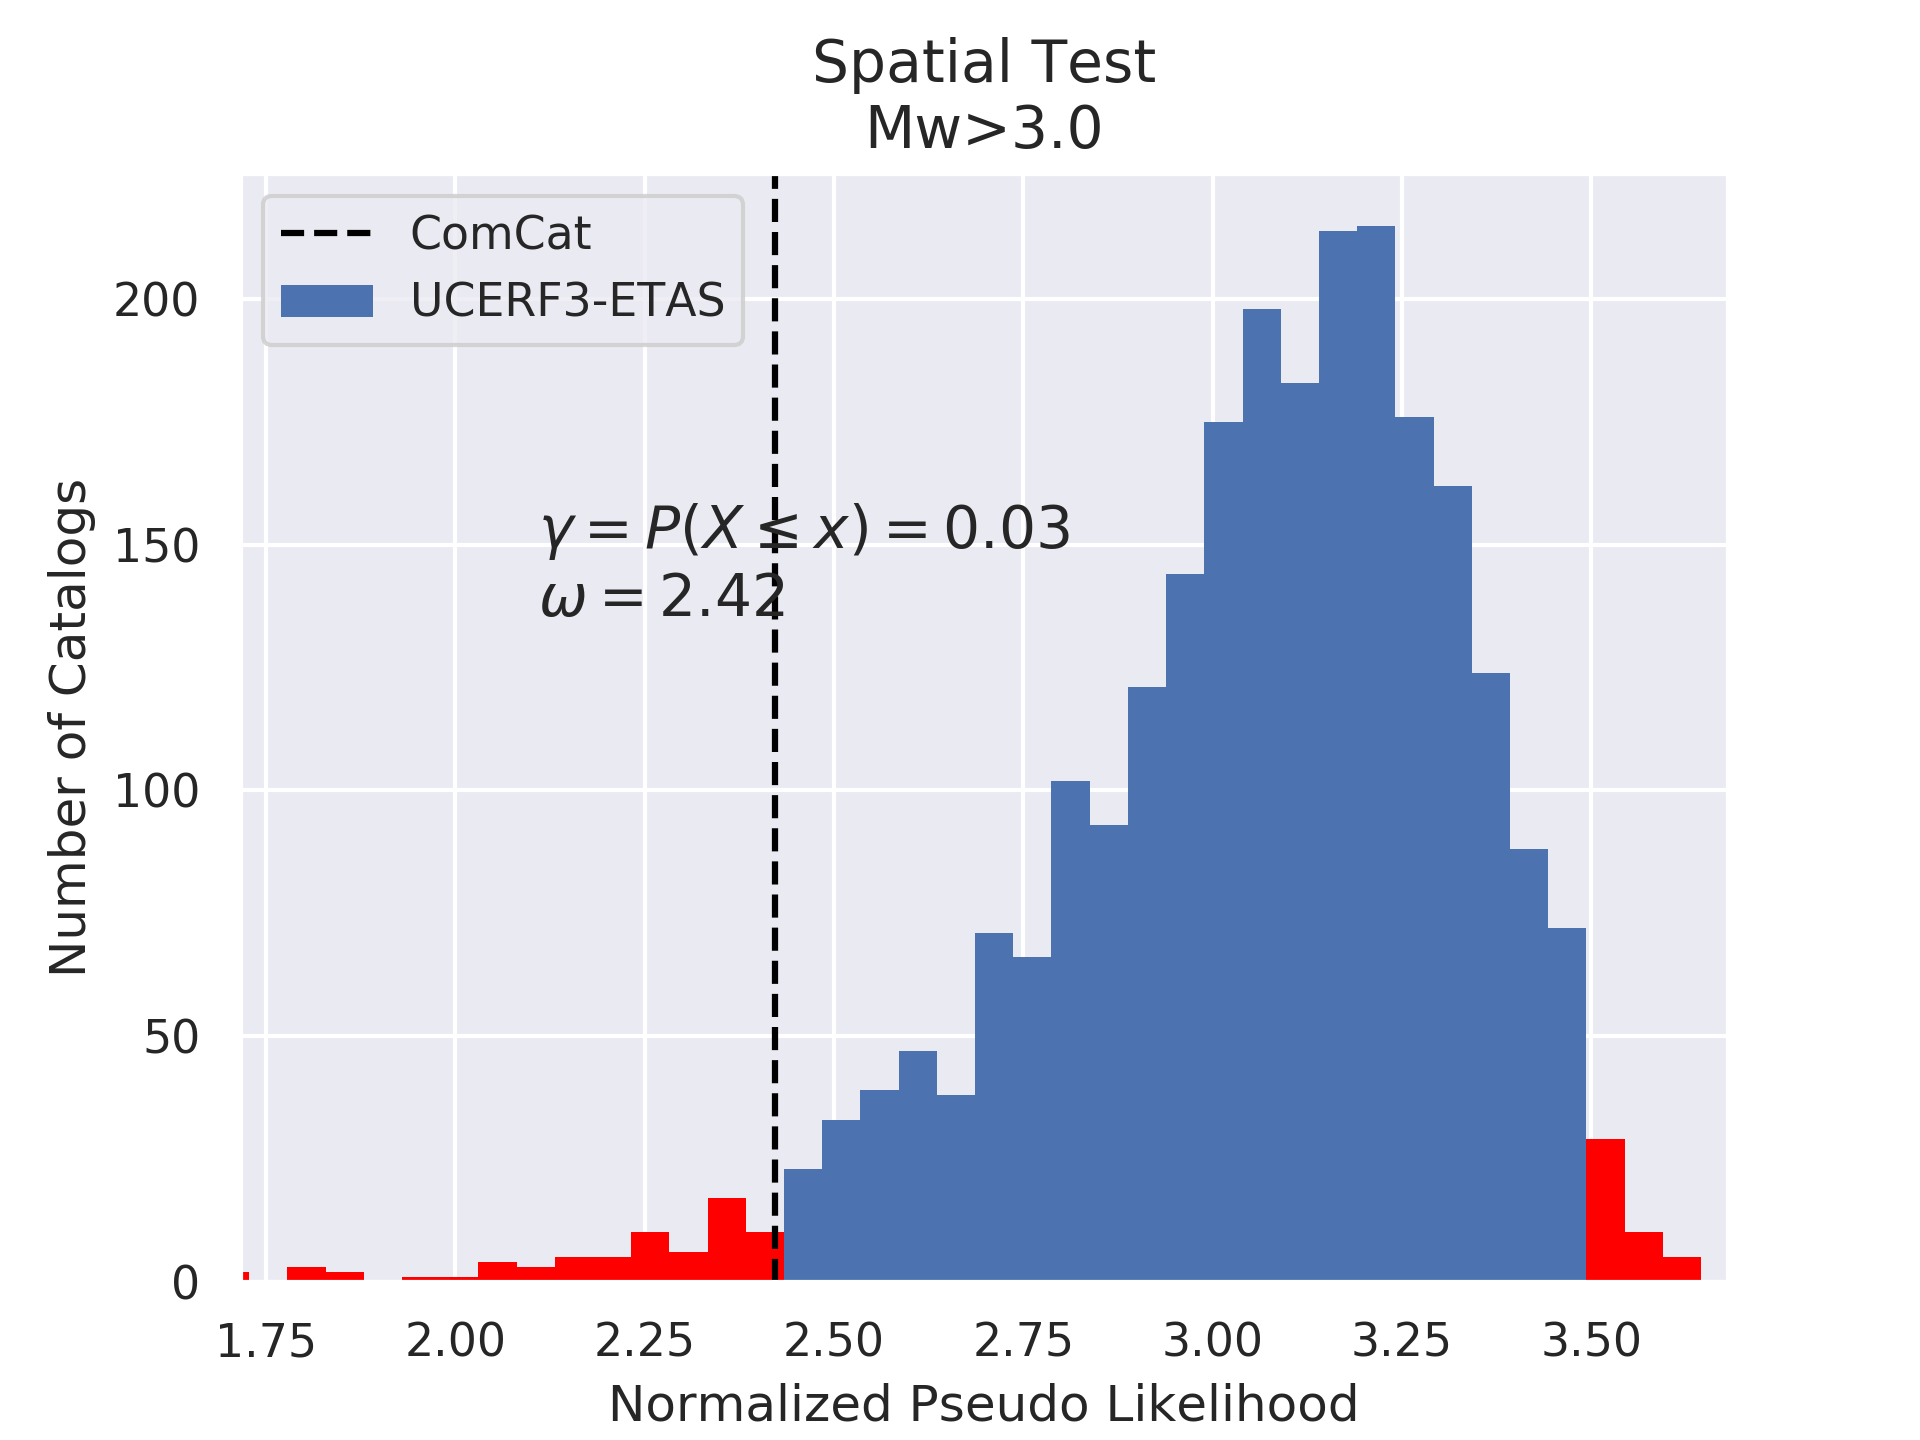 Spatial Test
Mw>3.0
ComCat
UCERF3-ETAS
γ = P(X ≤ x) = 0.03
ω = 2.42
Number of Catalogs
200
150
100
50
0
1.75 2.00 2.25 2.50 2.75 3.00 3.25 3.50
Normalized Pseudo Likelihood